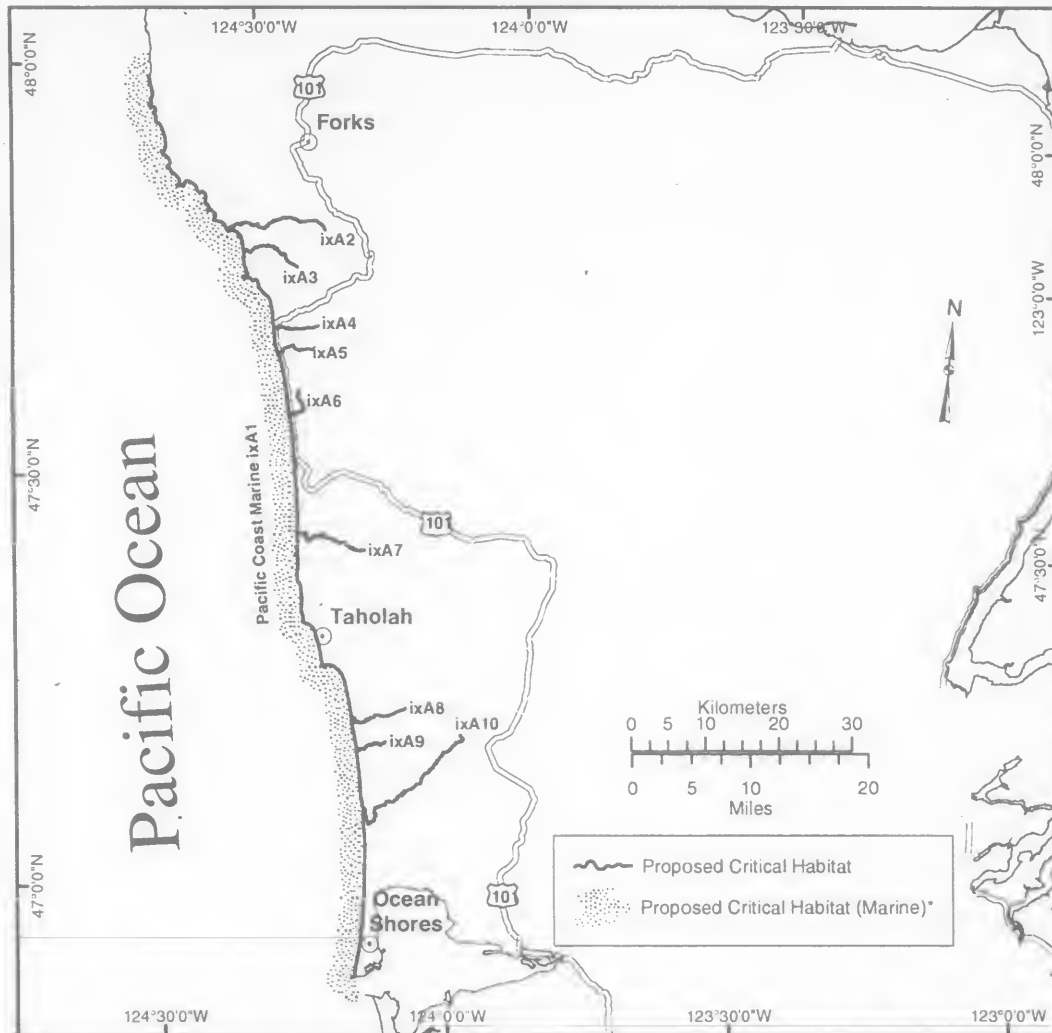 124°30'0"W
124°0'0"W
123°30'0"W
48°0'0"N
101
Forks
48°0'0"N
ixA2
ixA3
123°0'0"W
N
ixA4
ixA5
ixA6
Pacific Coast Marine ixA1
Pacific Ocean
47°30'0"N
101
ixA7
47°30'0"N
Taholah
ixA8
ixA10
ixA9
Kilometers
0 5 10 20 30
0 5 10 20
Miles
Proposed Critical Habitat
Proposed Critical Habitat (Marine)*
47°0'0"N
101
Ocean
Shores
124°30'0"W
124°0'0"W
123°30'0"W
123°0'0"W